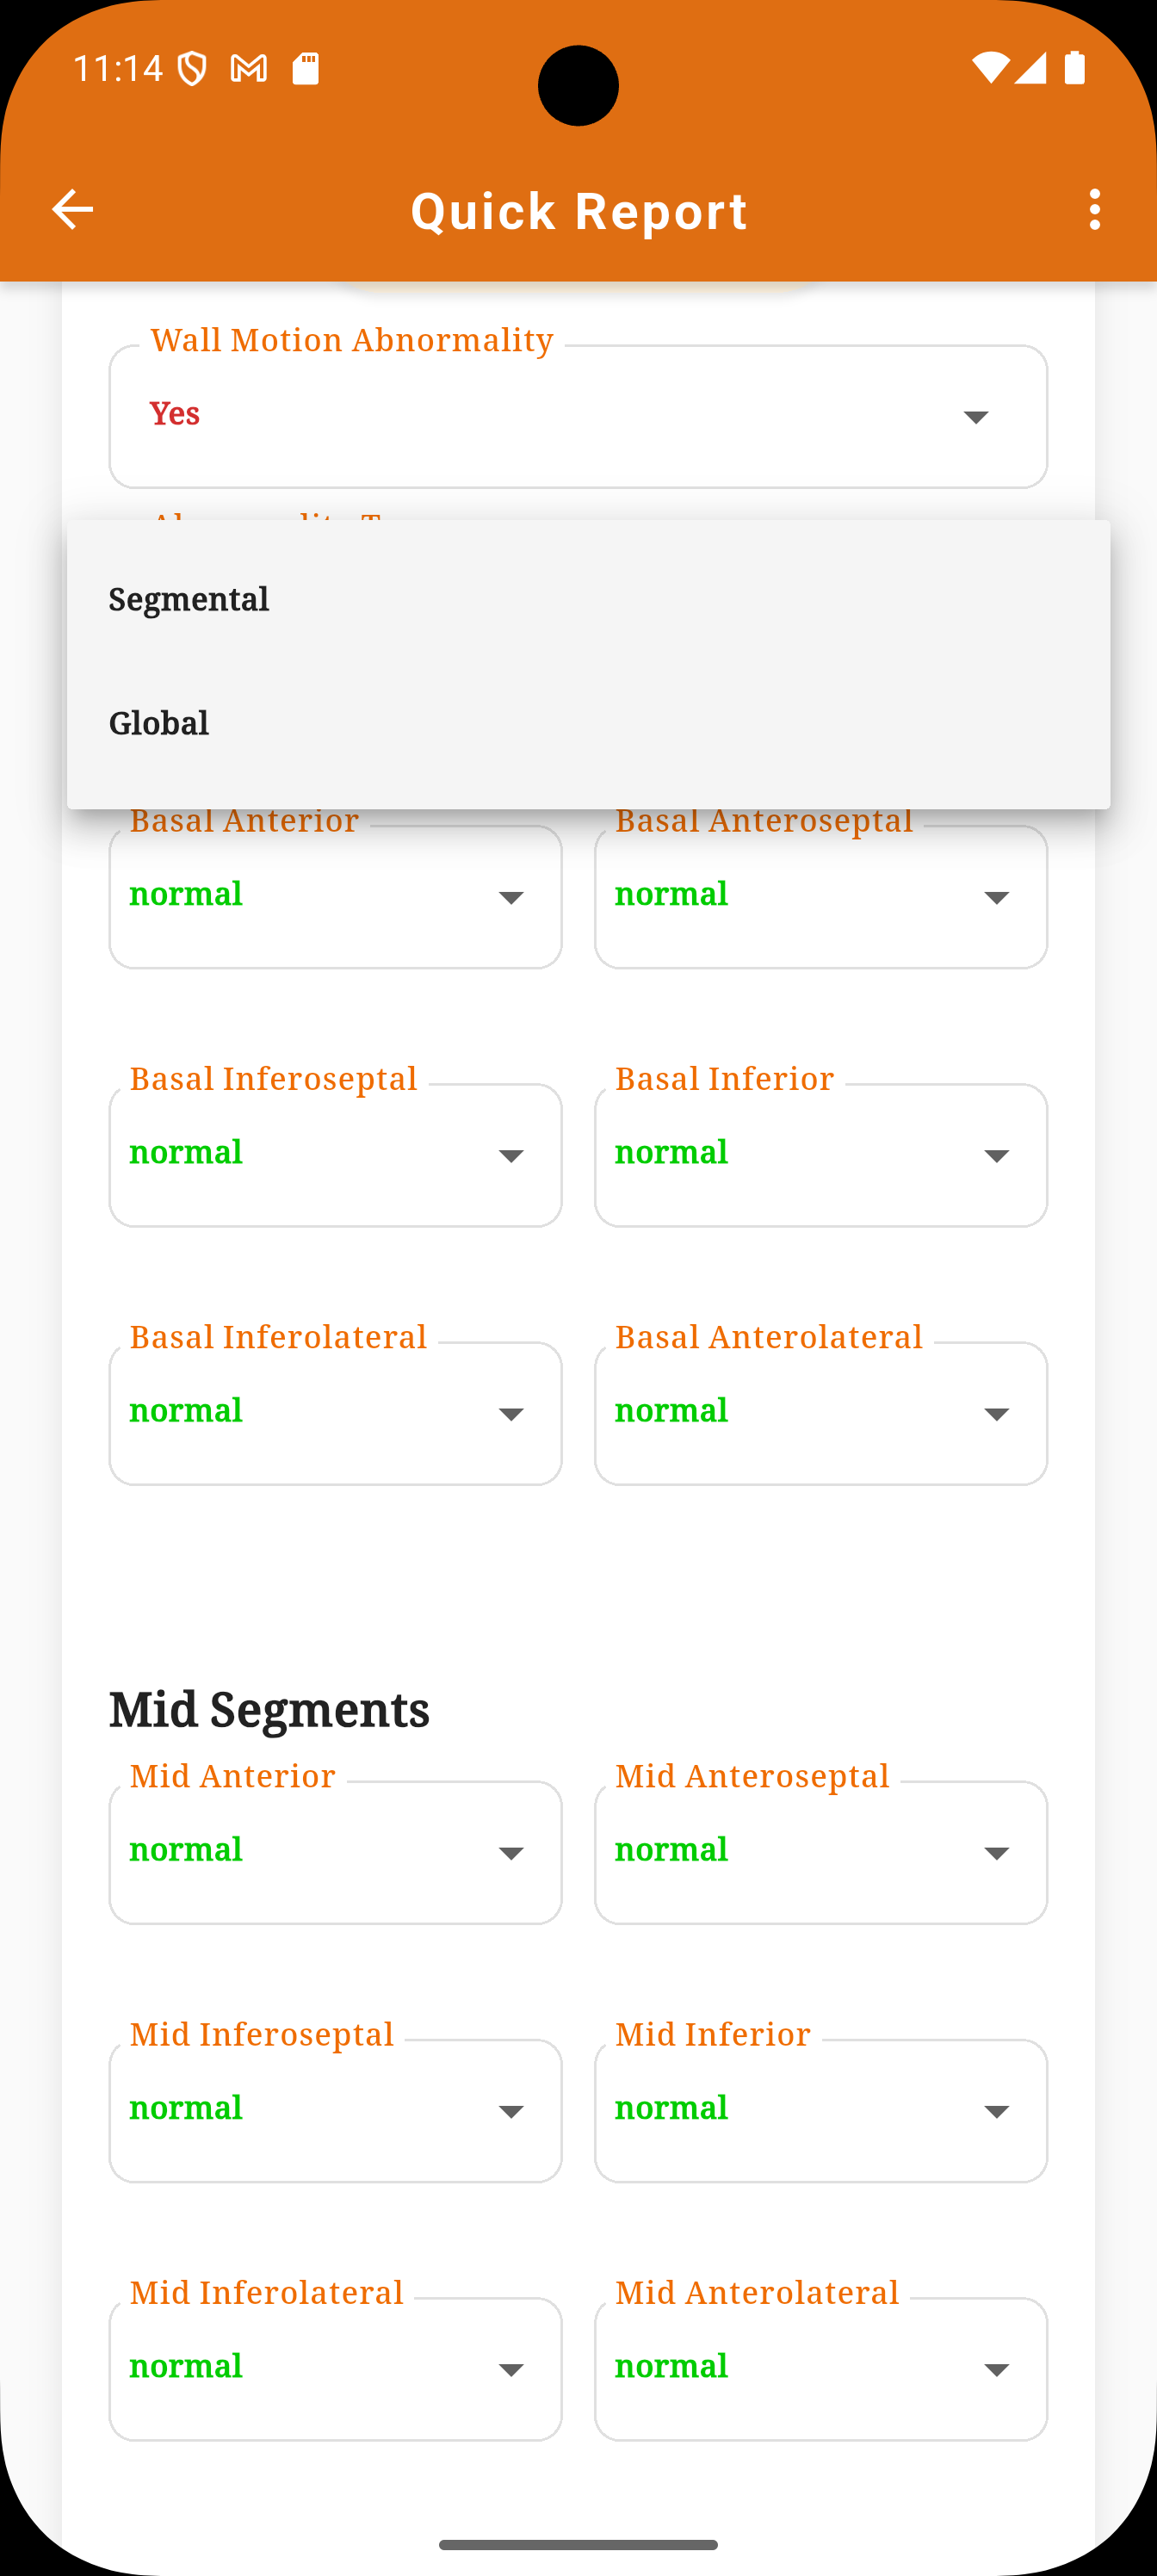 11:14
Quick Report
Wall Motion Abnormality
Yes
Segmental
Global
Basal Anterior Basal Anteroseptal
normal normal
Basal Inferoseptal Basal Inferior
normal normal
Basal Inferolateral Basal Anterolateral
normal normal
Mid Segments
Mid Anterior Mid Anteroseptal
normal normal
Mid Inferoseptal Mid Inferior
normal normal
Mid Inferolateral Mid Anterolateral
normal normal